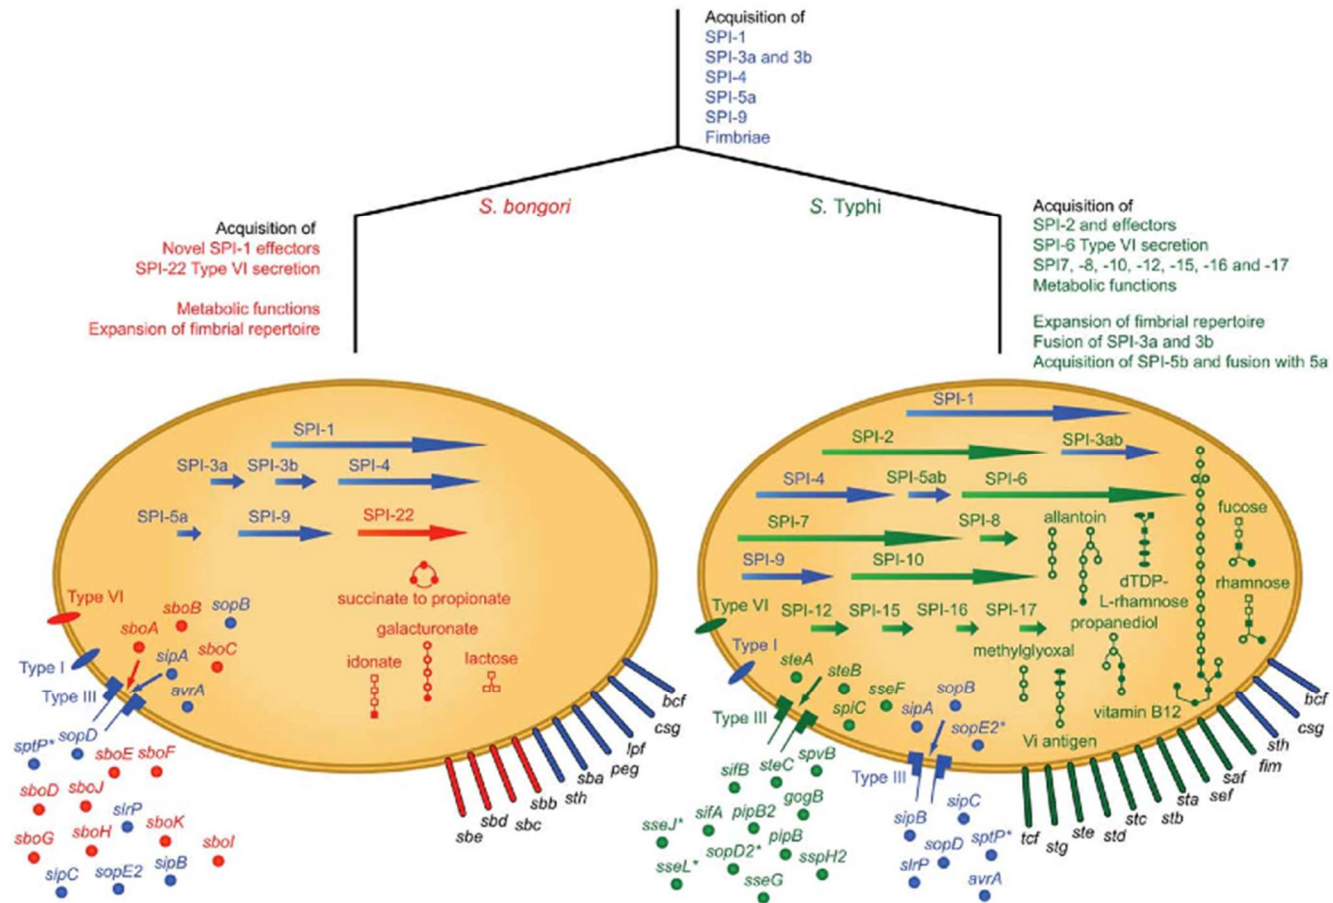 Acquisition of
SPI-1
SPI-3a and 3b
SPI-4
SPI-5a
SPI-9
Fimbriae
S. bongori
S. Typhi
Acquisition of
Novel SPI-1 effectors
SPI-22 Type VI secretion
Metabolic functions
Expansion of fimbrial repertoire
Acquisition of
SPI-2 and effectors
SPI-6 Type VI secretion
SPI7, -8, -10, -12, -15, -16 and -17
Metabolic functions
Expansion of fimbrial repertoire
Fusion of SPI-3a and 3b
Acquisition of SPI-5b and fusion with 5a
SPI-1
SPI-3a SPI-3b SPI-4
SPI-5a SPI-9 SPI-22
succinate to propionate
galacturonate
idonate lactose
Type VI
sboB sopB
sboA
sipA sboC
Type I
Type III avrA
sptP* sopD
sboE sboF
sboD sboJ
slrP
sboG sboH sboK sboI
sipC sopE2 sipB
sbe sbd sbc sbb sth sba peg lpf csg bcf
SPI-1
SPI-2 SPI-3ab
SPI-4 SPI-5ab SPI-6
SPI-7 SPI-8 allantoin fucose
SPI-9 SPI-10
dTDP-
L-rhamnose
rhamnose
SPI-12 SPI-15 SPI-16 SPI-17
propanediol
methylglyoxal
vitamin B12
Vi antigen
Type VI
Type I
steA steB
sseF sopB
spiC sipA
sopE2*
Type III
Type III
sifB steC spvB
gogB
sseJ* sifA pipB2
pipB
sseL* sopD2* sspH2
sseG
sipB sipC
sopD sptP*
slrP avrA
tcf stg ste std stc stb sta sef saf fim sth csg bcf